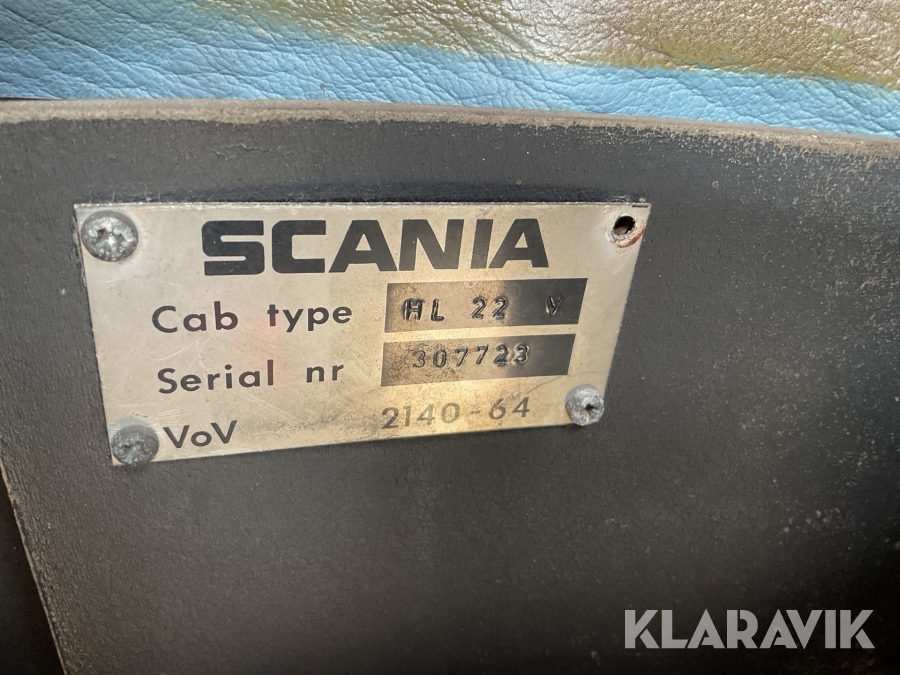 SCANIA
Cab type HL 22 V
Serial nr 307723
VoV 2140-64
KLARAVIK